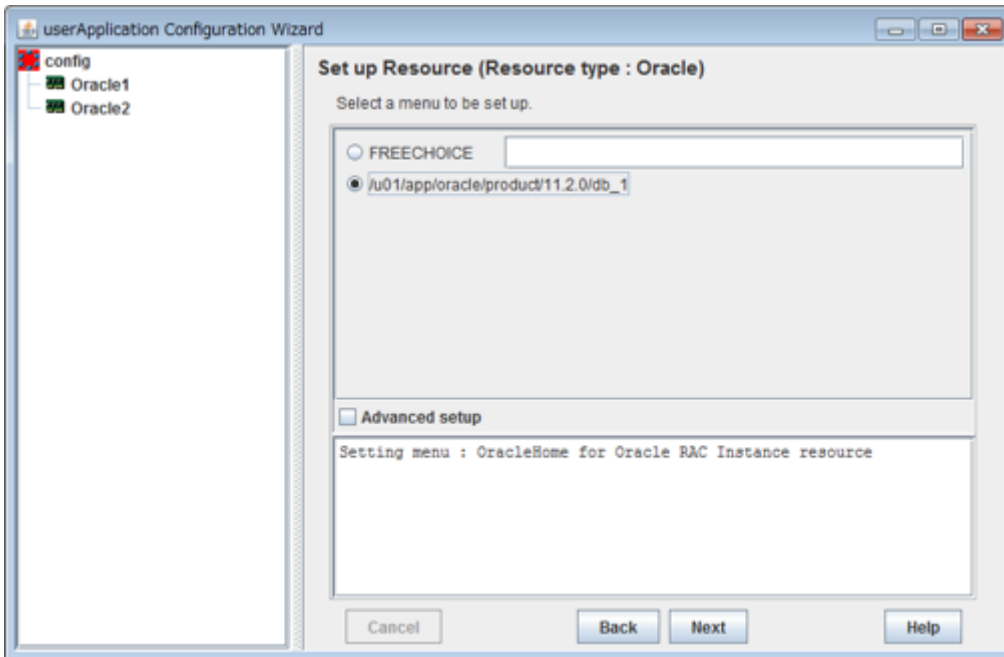 userApplication Configuration Wizard
config
Oracle1
Oracle2
Set up Resource (Resource type : Oracle)
Select a menu to be set up.
FREECHOICE
/u01/app/oracle/product/11.2.0/db_1
Advanced setup
Setting menu : OracleHome for Oracle RAC Instance resource
Cancel
Back
Next
Help